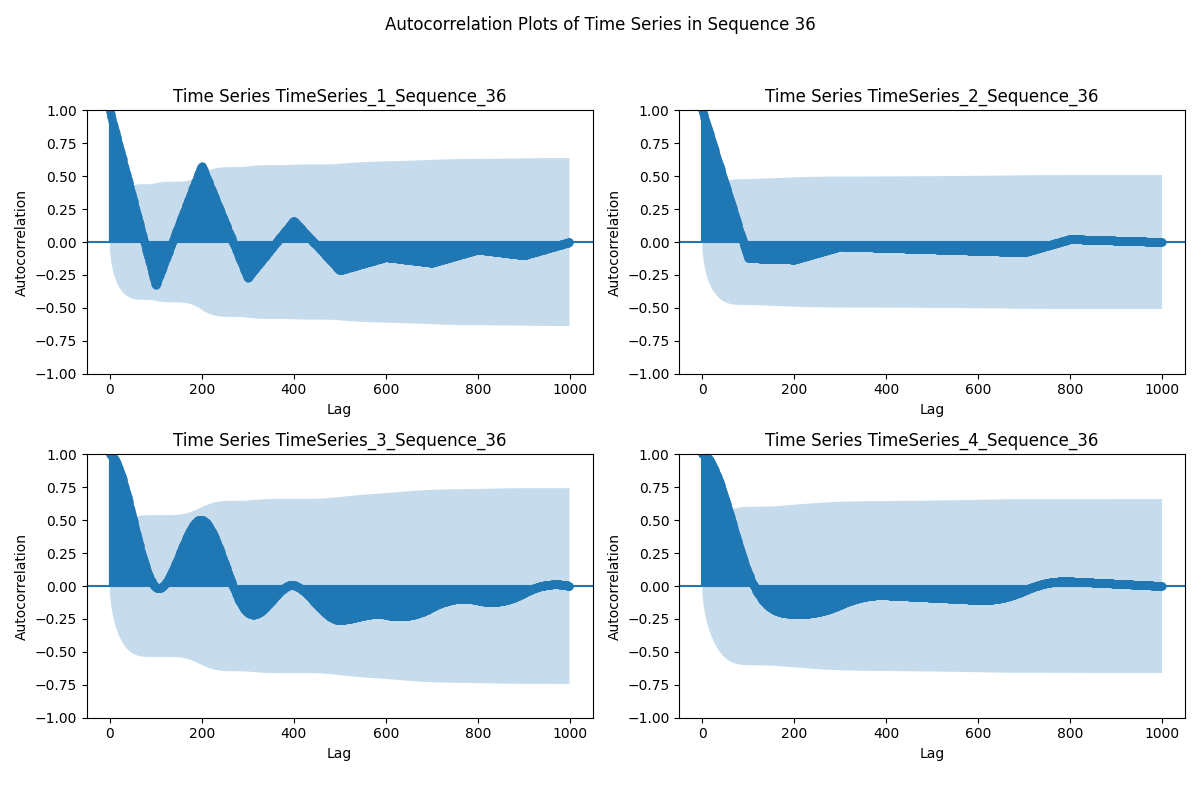 Autocorrelation Plots of Time Series in Sequence 36
Time Series TimeSeries_1_Sequence_36
1.00
0.75
0.50
0.25
0.00
−0.25
−0.50
−0.75
−1.00
Autocorrelation
0 200 400 600 800 1000
Lag
Time Series TimeSeries_2_Sequence_36
1.00
0.75
0.50
0.25
0.00
−0.25
−0.50
−0.75
−1.00
Autocorrelation
0 200 400 600 800 1000
Lag
Time Series TimeSeries_3_Sequence_36
1.00
0.75
0.50
0.25
0.00
−0.25
−0.50
−0.75
−1.00
Autocorrelation
0 200 400 600 800 1000
Lag
Time Series TimeSeries_4_Sequence_36
1.00
0.75
0.50
0.25
0.00
−0.25
−0.50
−0.75
−1.00
Autocorrelation
0 200 400 600 800 1000
Lag